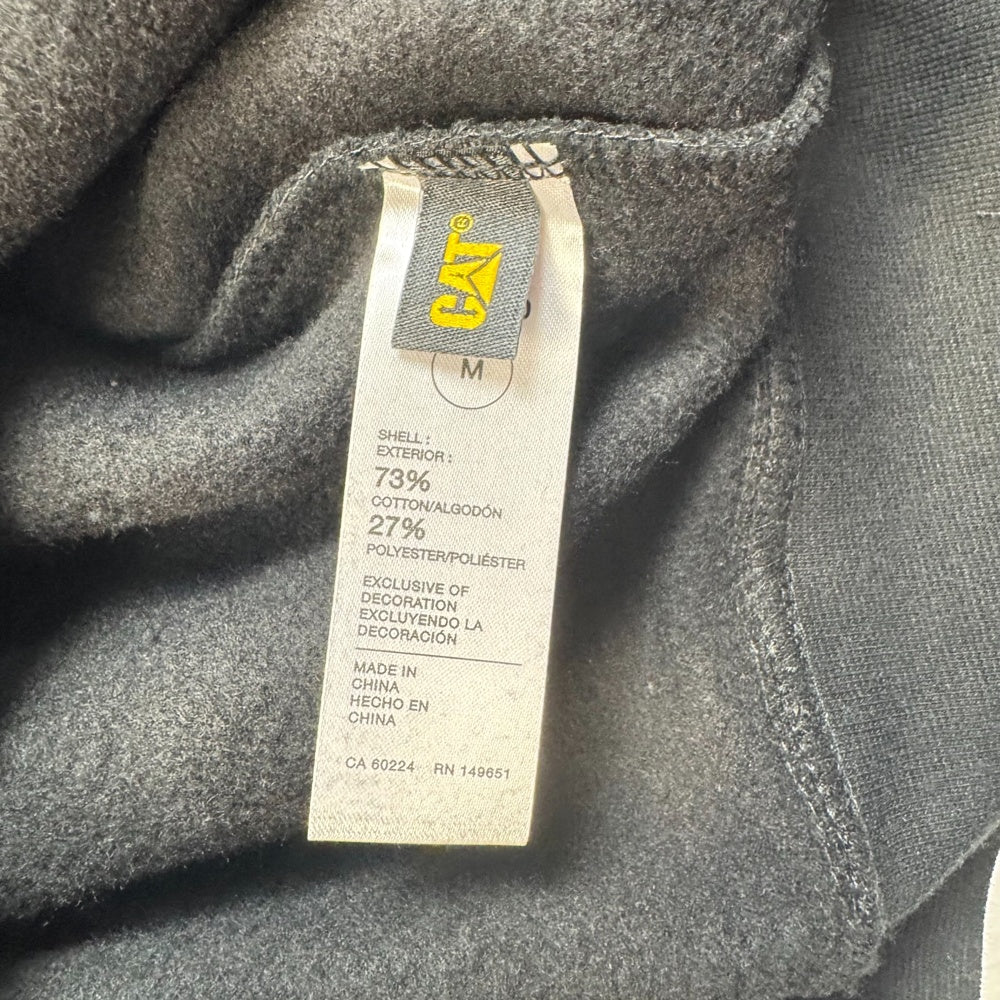 CAT®
M
SHELL :
EXTERIOR :
73%
COTTON/ALGODÓN
27%
POLYESTER/POLIÉSTER
EXCLUSIVE OF
DECORATION
EXCLUYENDO LA
DECORACIÓN
MADE IN
CHINA
HECHO EN
CHINA
CA 60224 RN 149651